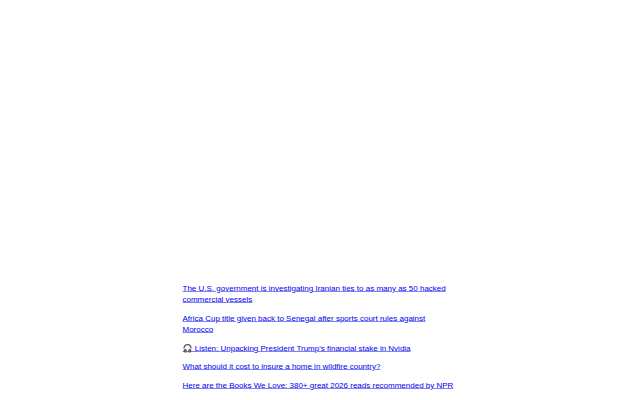 The U.S. government is investigating Iranian ties to as many as 50 hacked
commercial vessels
Africa Cup title given back to Senegal after sports court rules against
Morocco
🎧 Listen: Unpacking President Trump's financial stake in Nvidia
What should it cost to insure a home in wildfire country?
Here are the Books We Love: 380+ great 2026 reads recommended by NPR